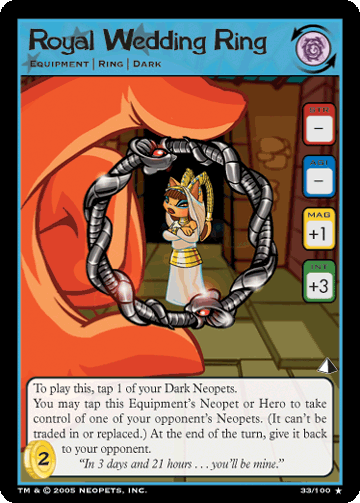 Royal Wedding Ring
Equipment | Ring | Dark
STR
–
AGI
–
MAG
+1
INT
+3
To play this, tap 1 of your Dark Neopets.
You may tap this Equipment's Neopet or Hero to take
control of one of your opponent's Neopets. (It can't be
traded in or replaced.) At the end of the turn, give it back
to your opponent.
2
"In 3 days and 21 hours . . . you'll be mine."
TM & © 2005 NEOPETS, INC.
33/100 ★